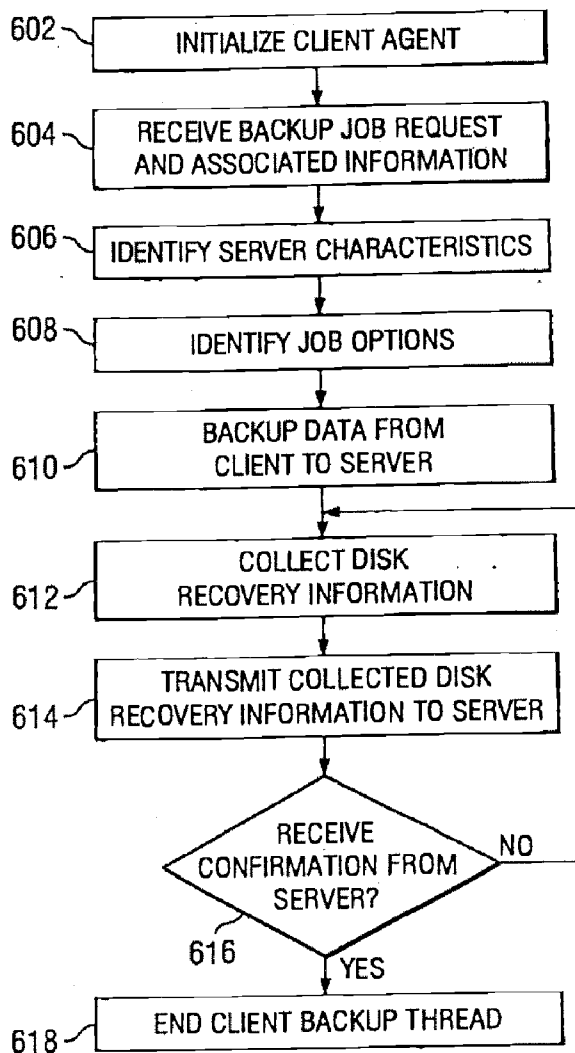 602
INITIALIZE CLIENT AGENT
604
RECEIVE BACKUP JOB REQUEST
AND ASSOCIATED INFORMATION
606
IDENTIFY SERVER CHARACTERISTICS
608
IDENTIFY JOB OPTIONS
610
BACKUP DATA FROM
CLIENT TO SERVER
612
COLLECT DISK
RECOVERY INFORMATION
614
TRANSMIT COLLECTED DISK
RECOVERY INFORMATION TO SERVER
RECEIVE
CONFIRMATION FROM
SERVER?
NO
616
YES
618
END CLIENT BACKUP THREAD